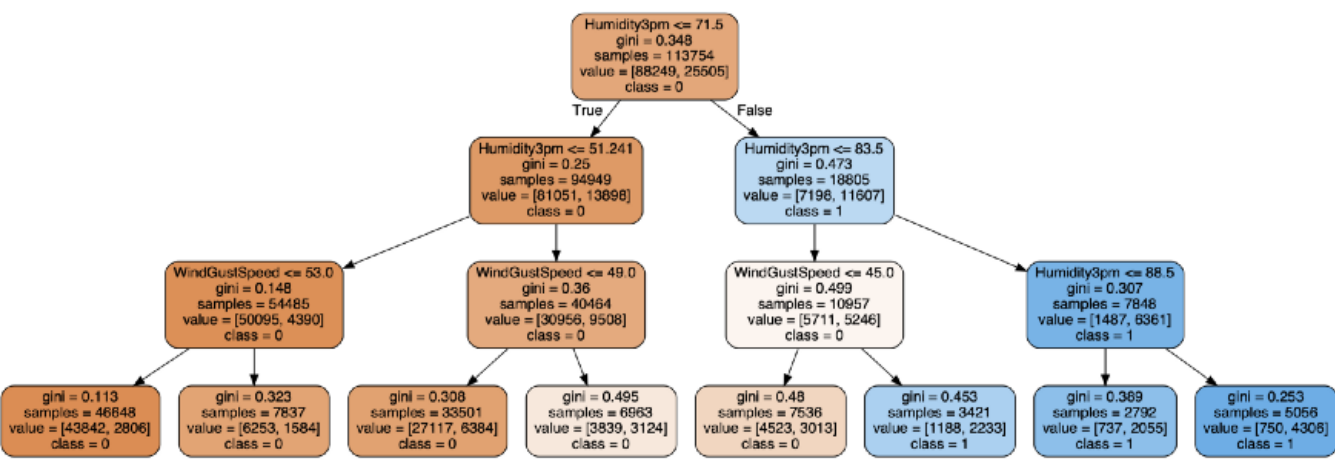 Humidity3pm <= 71.5
gini = 0.348
samples = 113754
value = [88249, 25505]
class = 0
True
False
Humidity3pm <= 51.241
gini = 0.25
samples = 94949
value = [81051, 13898]
class = 0
Humidity3pm <= 83.5
gini = 0.473
samples = 18805
value = [7198, 11607]
class = 1
WindGustSpeed <= 53.0
gini = 0.148
samples = 54485
value = [50095, 4390]
class = 0
WindGustSpeed <= 49.0
gini = 0.36
samples = 40464
value = [30956, 9508]
class = 0
WindGustSpeed <= 45.0
gini = 0.499
samples = 10957
value = [5711, 5246]
class = 0
Humidity3pm <= 88.5
gini = 0.307
samples = 7848
value = [1487, 6361]
class = 1
gini = 0.113
samples = 46648
value = [43842, 2806]
class = 0
gini = 0.323
samples = 7837
value = [6253, 1584]
class = 0
gini = 0.308
samples = 33501
value = [27117, 6384]
class = 0
gini = 0.495
samples = 6963
value = [3839, 3124]
class = 0
gini = 0.48
samples = 7536
value = [4523, 3013]
class = 0
gini = 0.453
samples = 3421
value = [1188, 2233]
class = 1
gini = 0.389
samples = 2792
value = [737, 2055]
class = 1
gini = 0.253
samples = 5056
value = [750, 4306]
class = 1